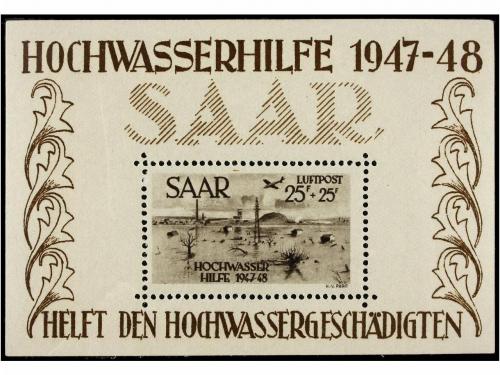 HOCHWASSERHILFE 1947-48
SAAR
SAAR
LUFTPOST
25F + 25F
HOCHWASSER
HILFE 1947-48
HELFT DEN HOCHWASSERGESCHÄDIGTEN